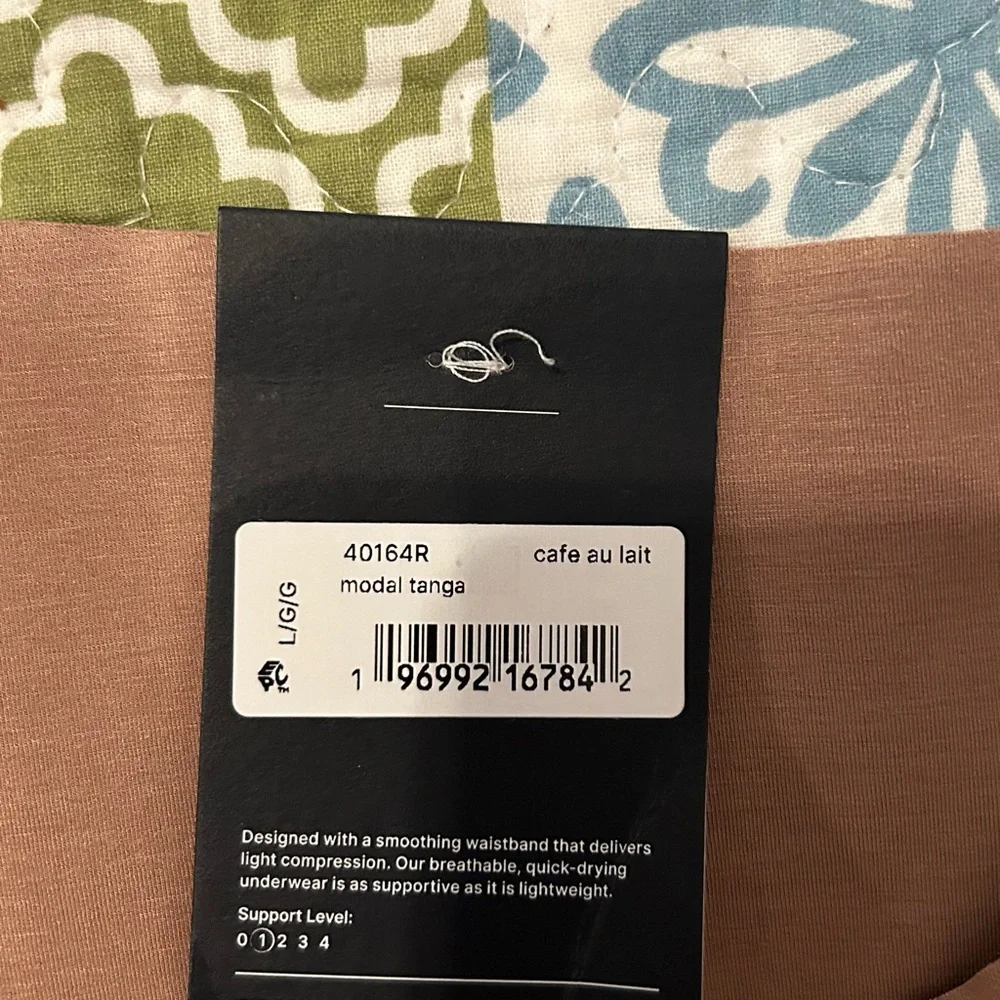 40164R cafe au lait
modal tanga
L/G/G
1 96992 16784 2
Designed with a smoothing waistband that delivers
light compression. Our breathable, quick-drying
underwear is as supportive as it is lightweight.
Support Level:
0 1 2 3 4